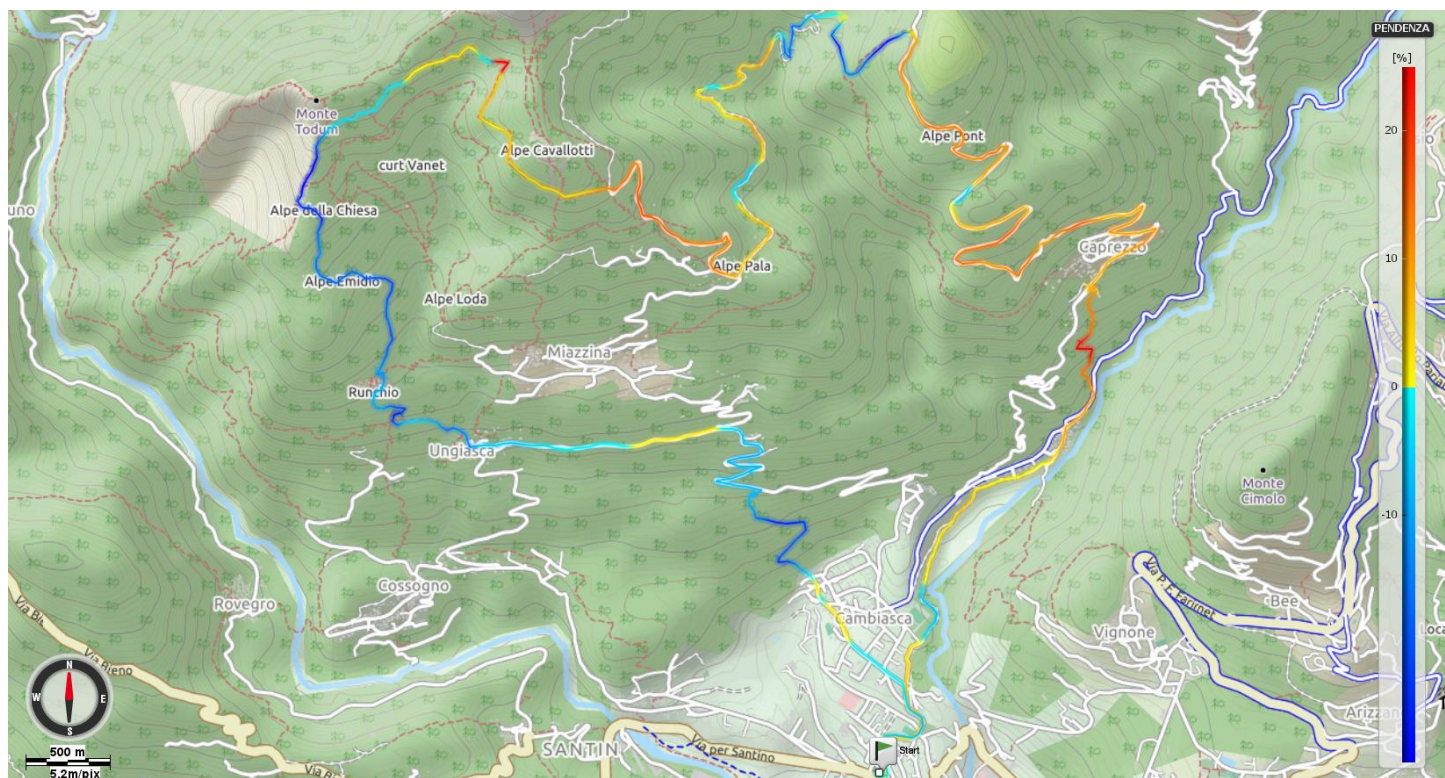 PENDENZA
[%]
20
10
0
-10
Monte
Todum
Alpe Cavallotti
curt Vanet
Alpe Pont
Alpe della Chiesa
Caprezzo
Alpe Pala
Alpe Emidio
Alpe Loda
Miazzina
Runchio
Ungiasca
Monte
Cimolo
Cossogno
Rovegro
Cambiasca
Via P. E. Farinet
Bee
Vignone
Via Bieno
Arizzan
SANTIN
Via per Santino
Start
N
W
E
S
500 m
5.2m/pix